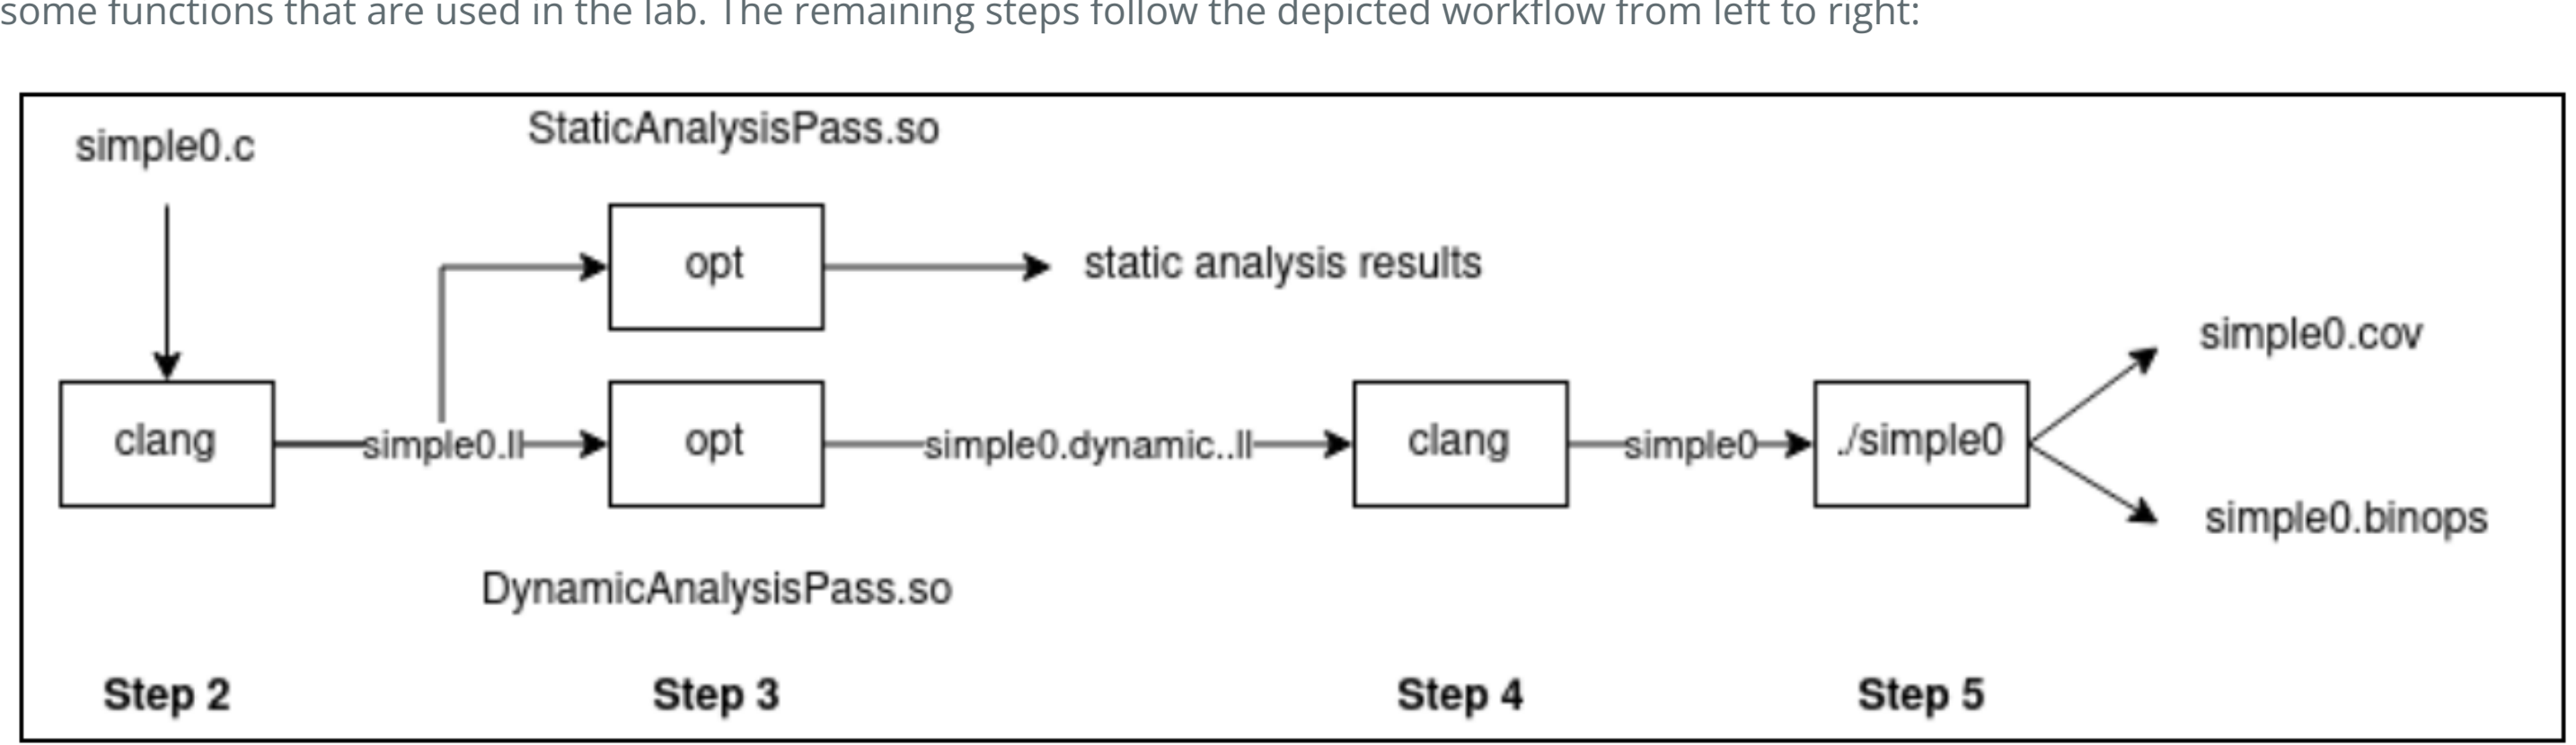 some functions that are used in the lab. The remaining steps follow the depicted workflow from left to right:
simple0.c
StaticAnalysisPass.so
opt
static analysis results
clang
simple0.ll
opt
simple0.dynamic..ll
clang
simple0
./simple0
simple0.cov
simple0.binops
DynamicAnalysisPass.so
Step 2
Step 3
Step 4
Step 5